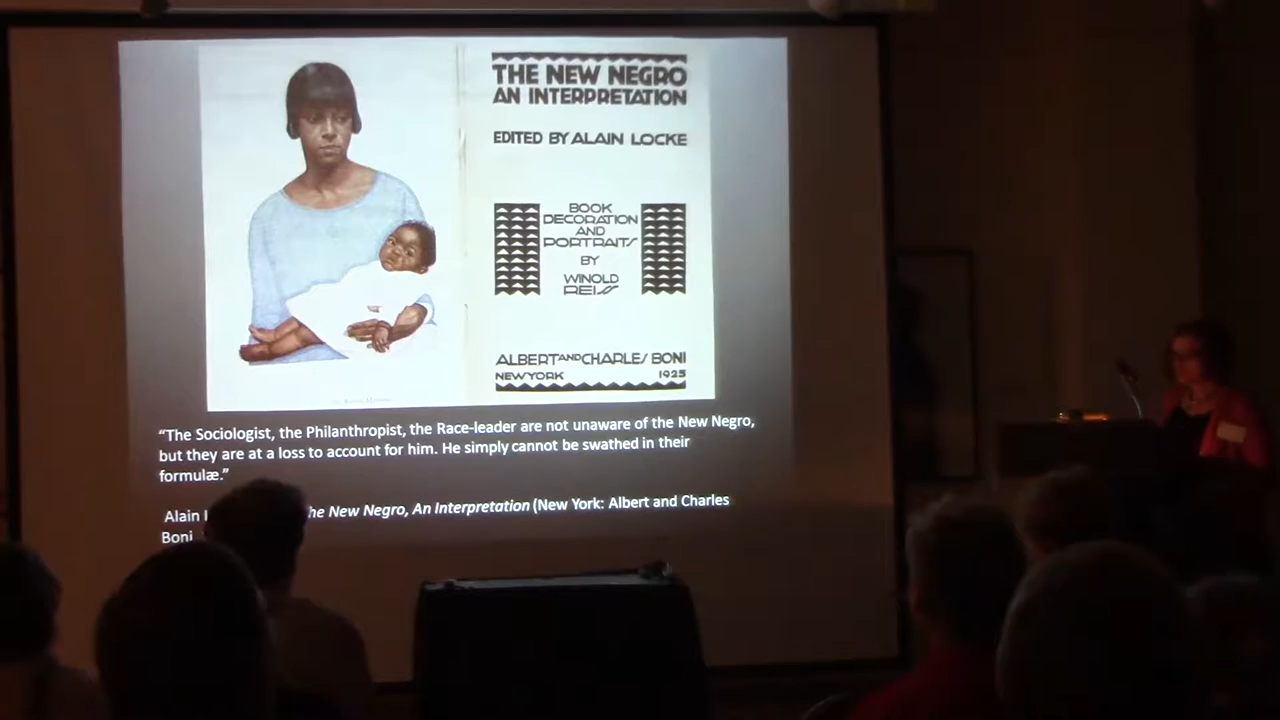 THE NEW NEGRO
AN INTERPRETATION
EDITED BY ALAIN LOCKE
BOOK
DECORATION
AND
PORTRAITS
BY
WINOLD
REISS
ALBERT AND CHARLES BONI
NEW YORK 1925
“The Sociologist, the Philanthropist, the Race-leader are not unaware of the New Negro,
but they are at a loss to account for him. He simply cannot be swathed in their
formulæ.”
Alain he New Negro, An Interpretation (New York: Albert and Charles
Boni